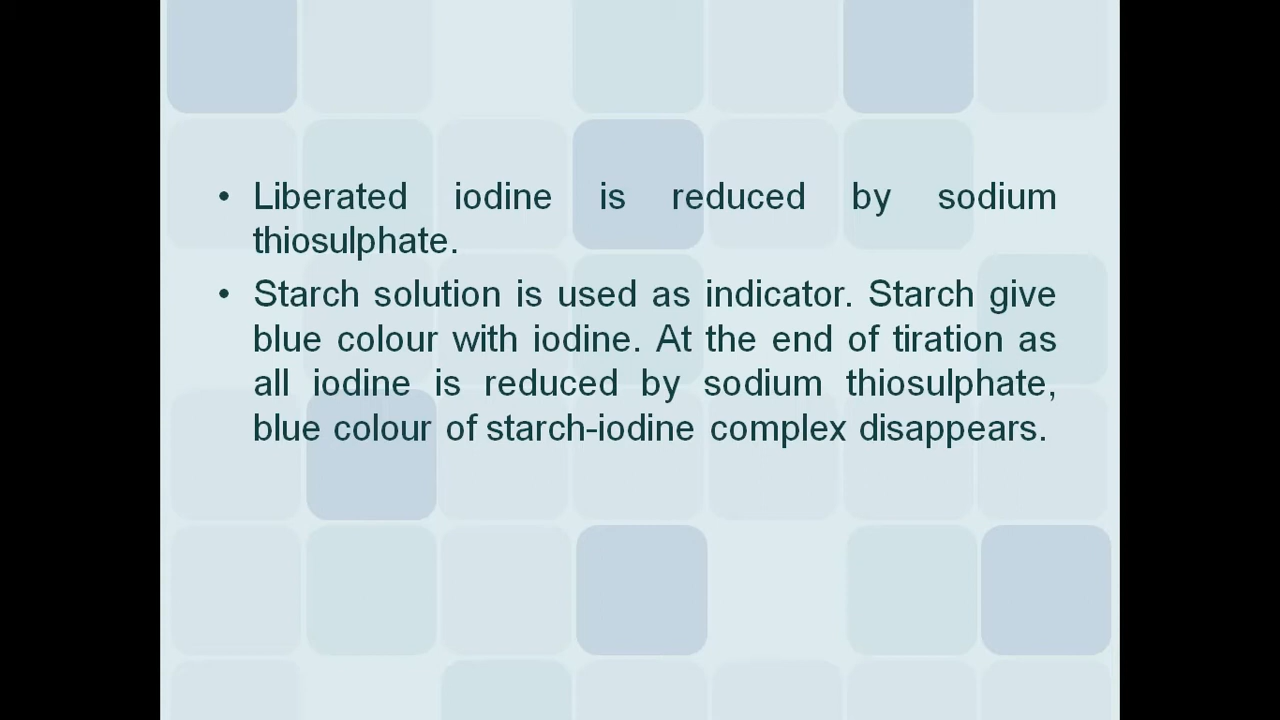 • Liberated iodine is reduced by sodium
thiosulphate.
• Starch solution is used as indicator. Starch give
blue colour with iodine. At the end of tiration as
all iodine is reduced by sodium thiosulphate,
blue colour of starch-iodine complex disappears.